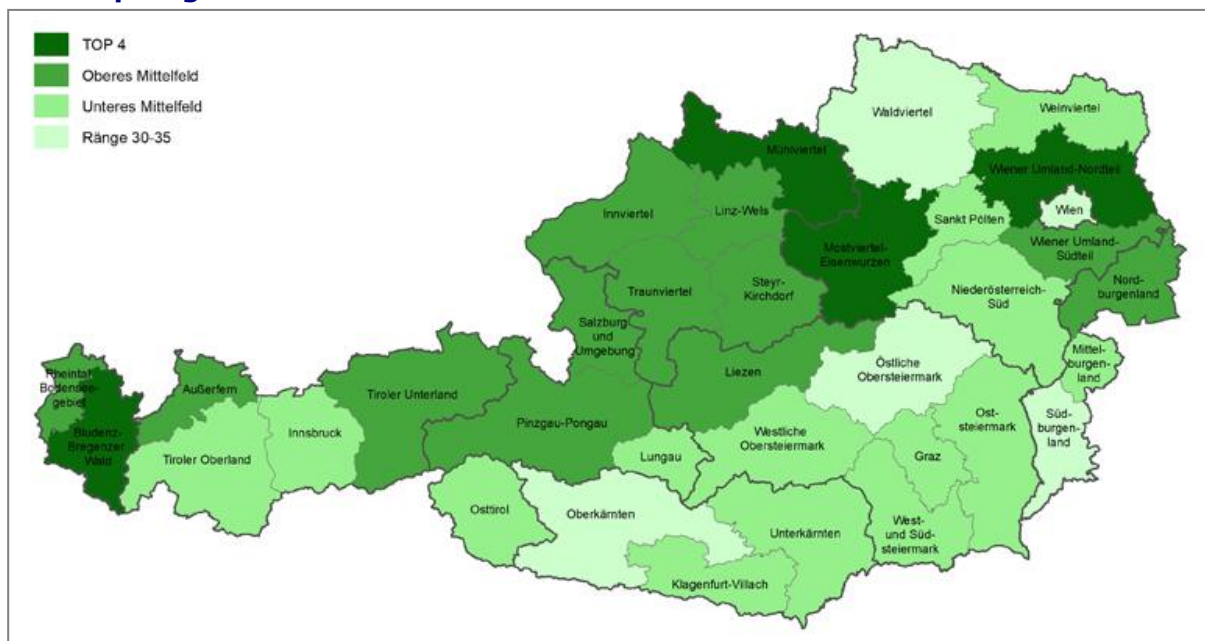 TOP 4
Oberes Mittelfeld
Unteres Mittelfeld
Ränge 30-35
Waldviertel
Weinviertel
Mühlviertel
Wiener Umland-Nordteil
Wien
Innviertel
Linz-Wels
Sankt Pölten
Mostviertel-
Eisenwurzen
Wiener Umland-
Südteil
Nord-
burgenland
Traunviertel
Steyr-
Kirchdorf
Niederösterreich-
Süd
Salzburg
und
Umgebung
Mittel-
burgen-
land
Rheintal-
Bodensee-
gebiet
Außerfern
Tiroler Unterland
Liezen
Östliche
Obersteiermark
Bludenz-
Bregenzer
Wald
Innsbruck
Pinzgau-Pongau
Ost-
steiermark
Süd-
burgen-
land
Tiroler Oberland
Lungau
Westliche
Obersteiermark
Graz
Osttirol
Oberkärnten
Unterkärnten
West-
und Süd-
steiermark
Klagenfurt-Villach